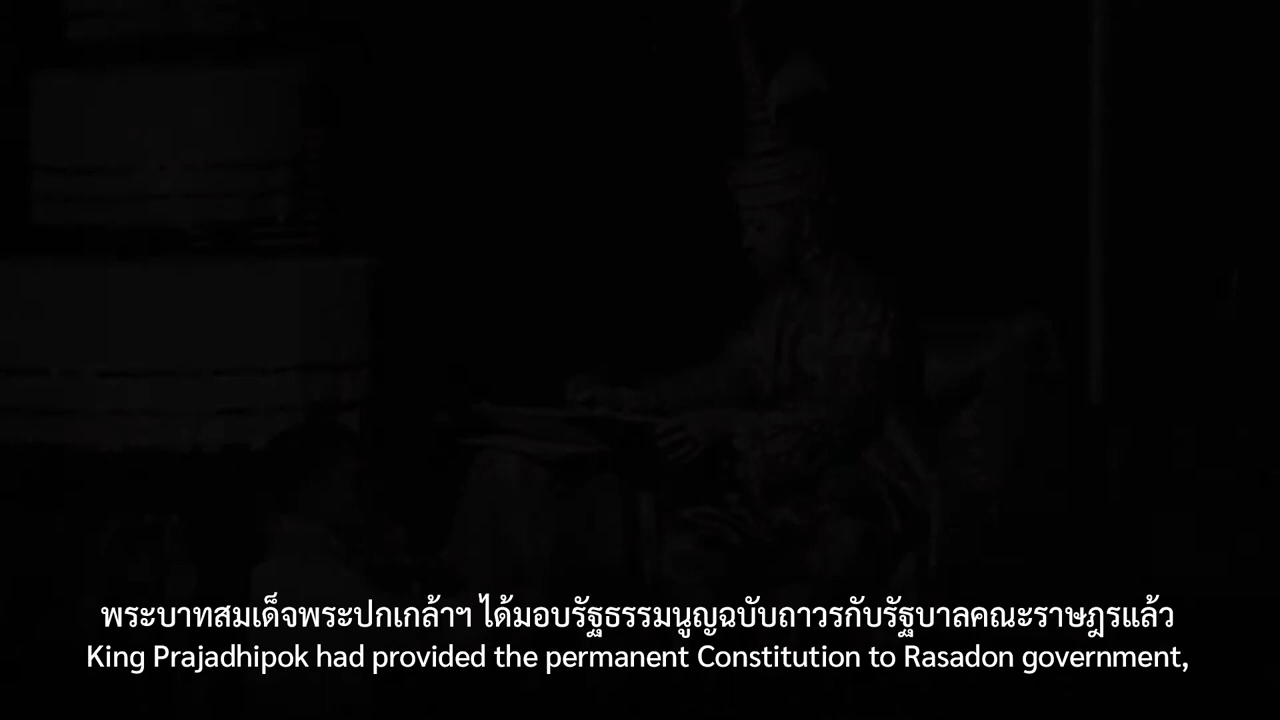 พระบาทสมเด็จพระปกเกล้าฯ ได้มอบรัฐธรรมนูญฉบับถาวรกับรัฐบาลคณะราษฎรแล้ว
King Prajadhipok had provided the permanent Constitution to Rasadon government,